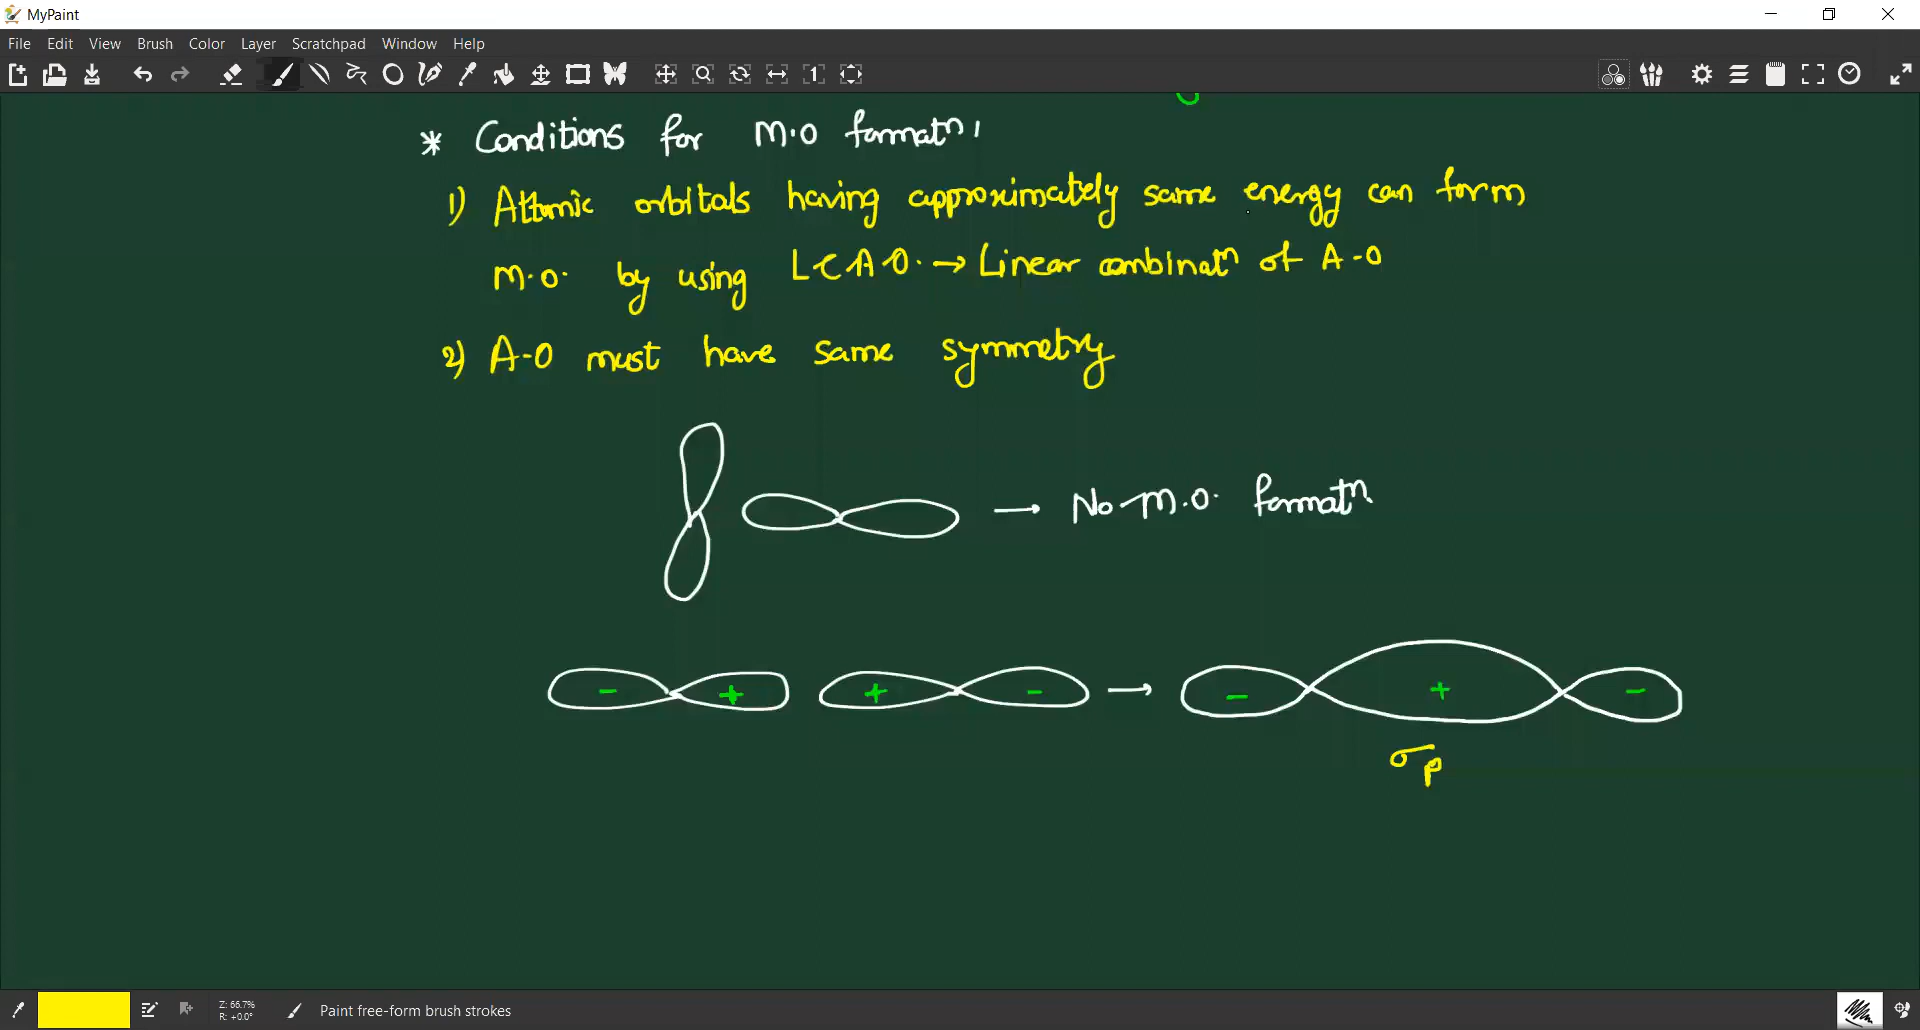 MyPaint
File Edit View Brush Color Layer Scratchpad Window Help
* Conditions for M.O formatn,
1) Attomic orbitals having approximately same energy can form
M.O. by using LCAO. → Linear combinatn of A-O
2) A-O must have same symmetry
→ No M.O. formatn
- + + - → - + -
σp
Z: 66.7%
R: +0.0°
Paint free-form brush strokes